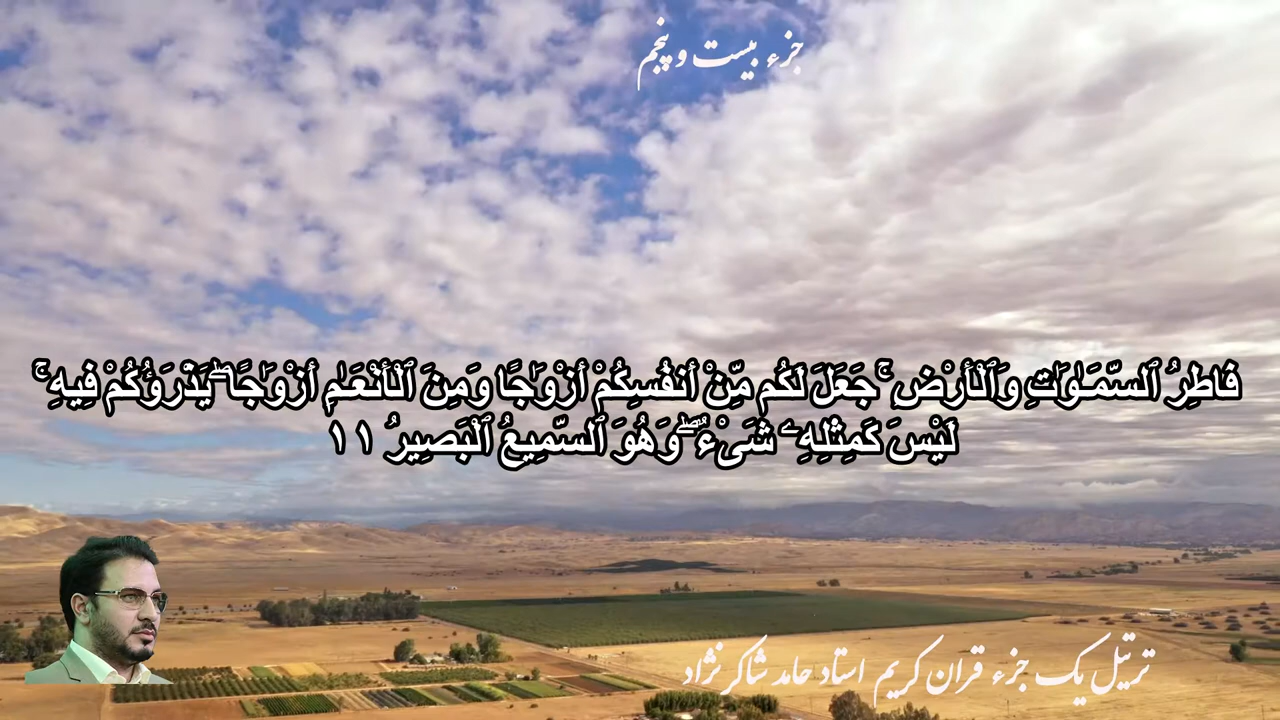 جزء بیست و پنجم
فَاطِرُ ٱلسَّمَـٰوَٰتِ وَٱلْأَرْضِ ۚ جَعَلَ لَكُم مِّنْ أَنفُسِكُمْ أَزْوَٰجًا وَمِنَ ٱلْأَنْعَـٰمِ أَزْوَٰجًا ۖ يَذْرَؤُكُمْ فِيهِ ۚ
لَيْسَ كَمِثْلِهِۦ شَىْءٌ ۖ وَهُوَ ٱلسَّمِيعُ ٱلْبَصِيرُ ١١
ترتیل یک جزء قران کریم استاد حامد شاکرنژاد